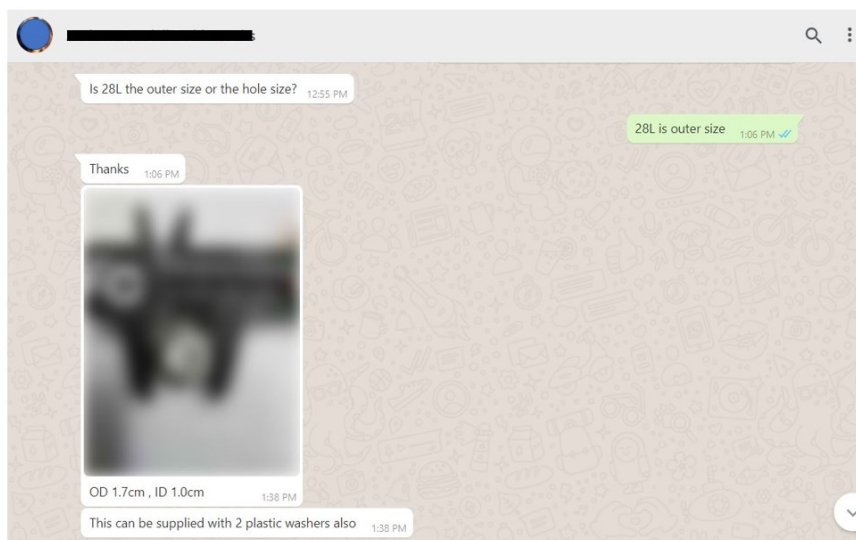 Is 28L the outer size or the hole size? 12:55 PM
28L is outer size 1:06 PM
Thanks 1:06 PM
OD 1.7cm , ID 1.0cm 1:38 PM
This can be supplied with 2 plastic washers also 1:38 PM